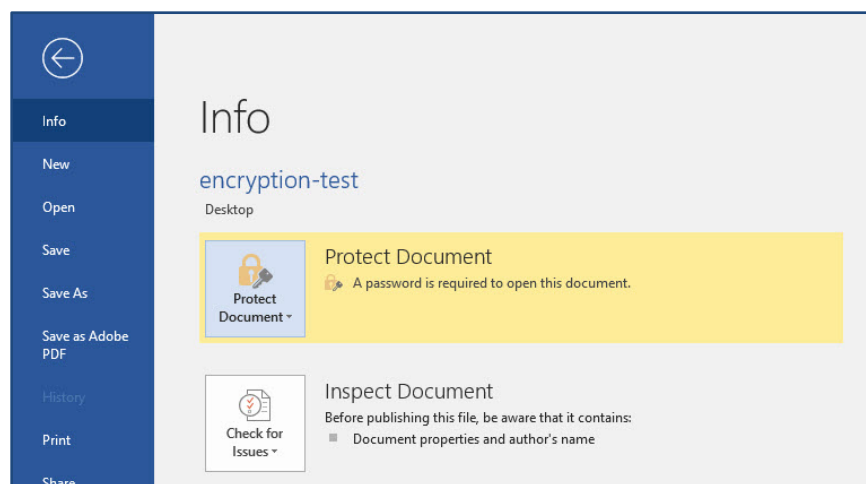 Info
New
Open
Save
Save As
Save as Adobe
PDF
History
Print
Share
Info
encryption-test
Desktop
Protect
Document
Protect Document
A password is required to open this document.
Check for
Issues
Inspect Document
Before publishing this file, be aware that it contains:
Document properties and author's name